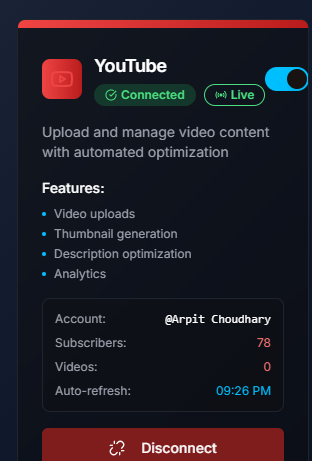 YouTube
Connected
Live
Upload and manage video content
with automated optimization
Features:
• Video uploads
• Thumbnail generation
• Description optimization
• Analytics
Account: @Arpit Choudhary
Subscribers: 78
Videos: 0
Auto-refresh: 09:26 PM
Disconnect